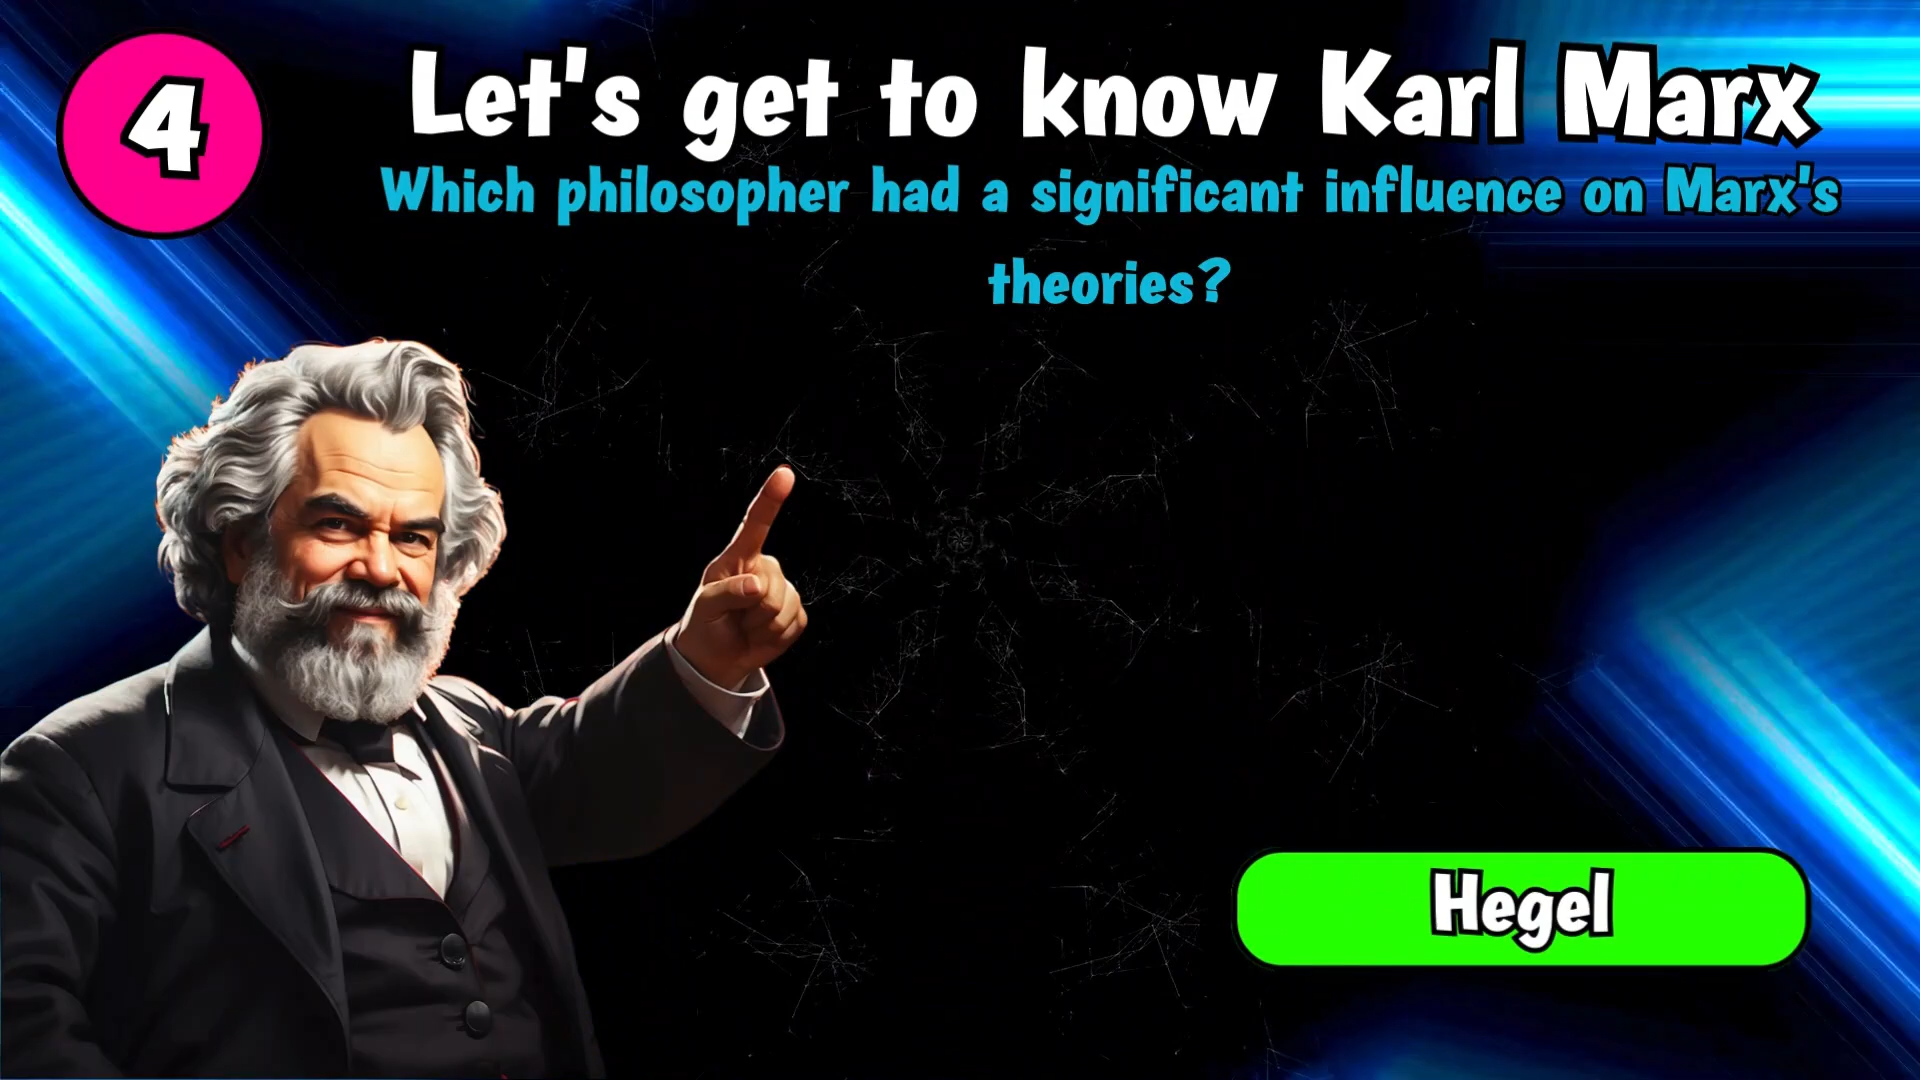 4
Let's get to know Karl Marx
Which philosopher had a significant influence on Marx's
theories?
Hegel